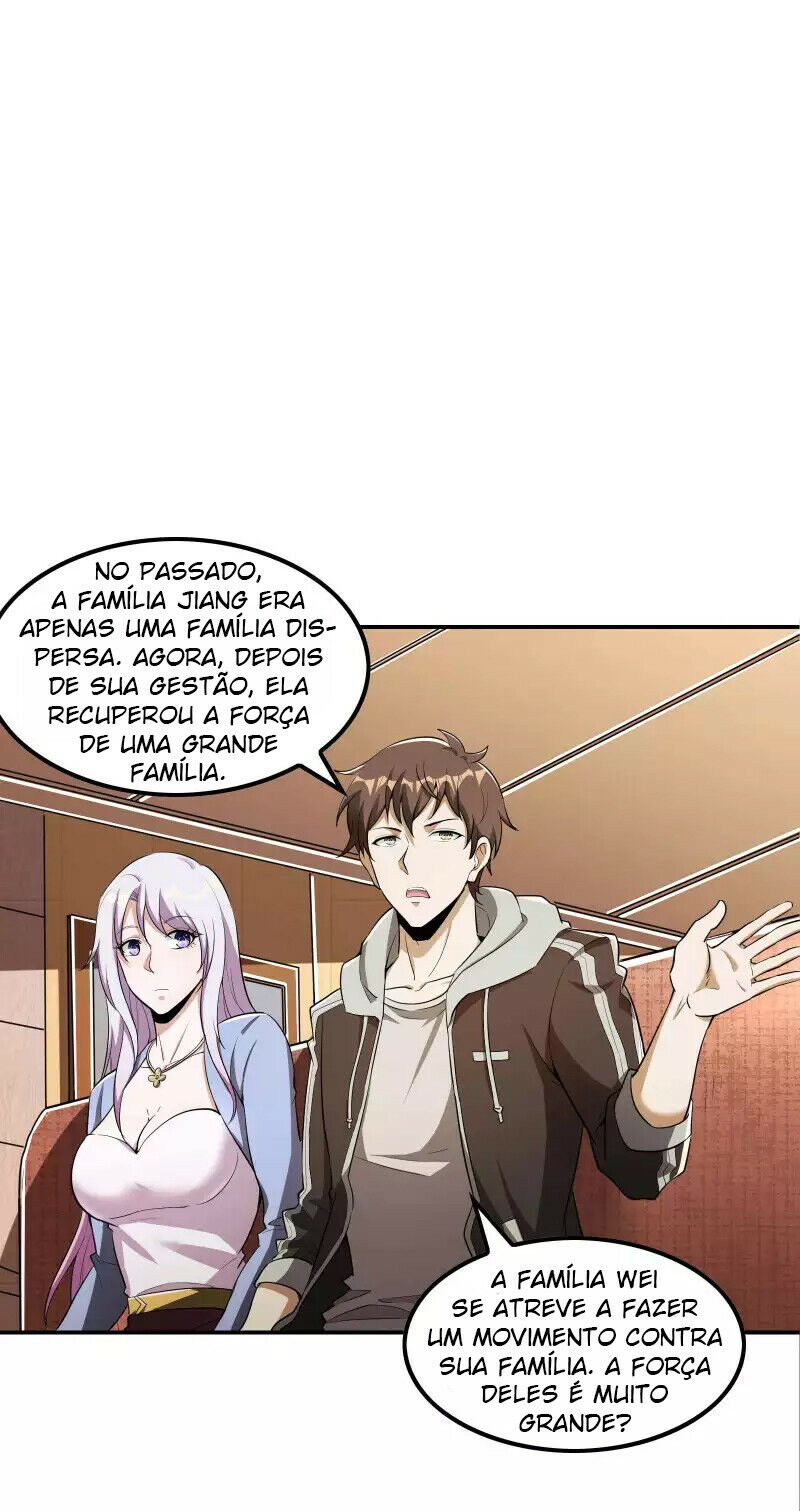 NO PASSADO,
A FAMÍLIA JIANG ERA
APENAS UMA FAMÍLIA DIS-
PERSA. AGORA, DEPOIS
DE SUA GESTÃO, ELA
RECUPEROU A FORÇA
DE UMA GRANDE
FAMÍLIA.
A FAMÍLIA WEI
SE ATREVE A FAZER
UM MOVIMENTO CONTRA
SUA FAMÍLIA. A FORÇA
DELES É MUITO
GRANDE?